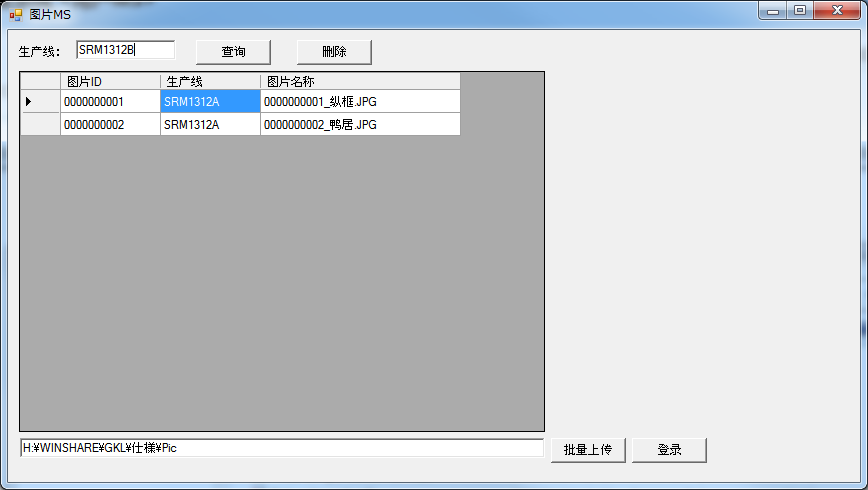 图片MS
生产线： SRM1312B 查询 删除
图片ID 生产线 图片名称
0000000001 SRM1312A 0000000001_纵框.JPG
0000000002 SRM1312A 0000000002_鸭居.JPG
H:¥WINSHARE¥GKL¥仕様¥Pic 批量上传 登录